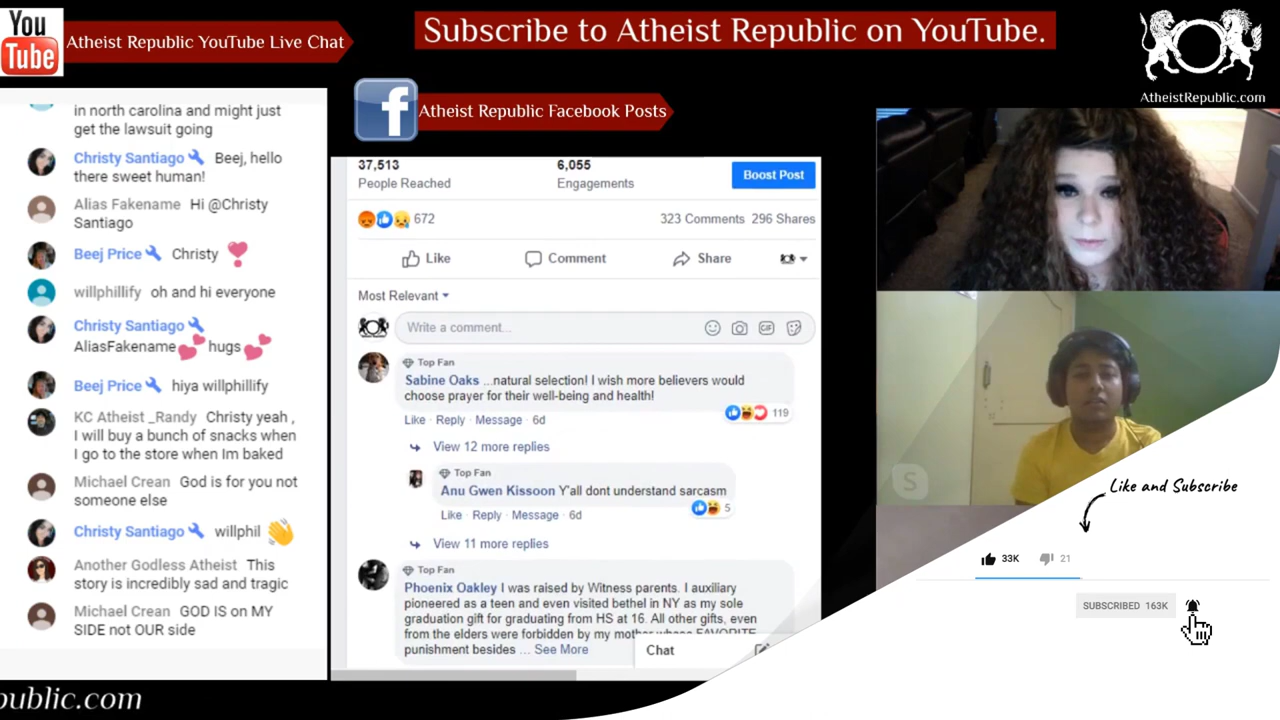 You
Tube
Atheist Republic YouTube Live Chat
Subscribe to Atheist Republic on YouTube.
AtheistRepublic.com
f
Atheist Republic Facebook Posts
in north carolina and might just
get the lawsuit going
Christy Santiago Beej, hello
there sweet human!
Alias Fakename Hi @Christy
Santiago
Beej Price Christy
willphillify oh and hi everyone
Christy Santiago
AliasFakename hugs
Beej Price hiya willphillify
KC Atheist _Randy Christy yeah ,
I will buy a bunch of snacks when
I go to the store when Im baked
Michael Crean God is for you not
someone else
Christy Santiago willphil
Another Godless Atheist This
story is incredibly sad and tragic
Michael Crean GOD IS on MY
SIDE not OUR side
37,513
People Reached
6,055
Engagements
Boost Post
672
323 Comments 296 Shares
Like
Comment
Share
Most Relevant
Write a comment...
GIF
Top Fan
Sabine Oaks ...natural selection! I wish more believers would
choose prayer for their well-being and health!
119
Like · Reply · Message · 6d
View 12 more replies
Top Fan
Anu Gwen Kissoon Y'all dont understand sarcasm
5
Like · Reply · Message · 6d
View 11 more replies
Top Fan
Phoenix Oakley I was raised by Witness parents. I auxiliary
pioneered as a teen and even visited bethel in NY as my sole
graduation gift for graduating from HS at 16. All other gifts, even
from the elders were forbidden by my mother whose FAVORITE
punishment besides ... See More
Chat
S
Like and Subscribe
33K
21
SUBSCRIBED 163K
public.com